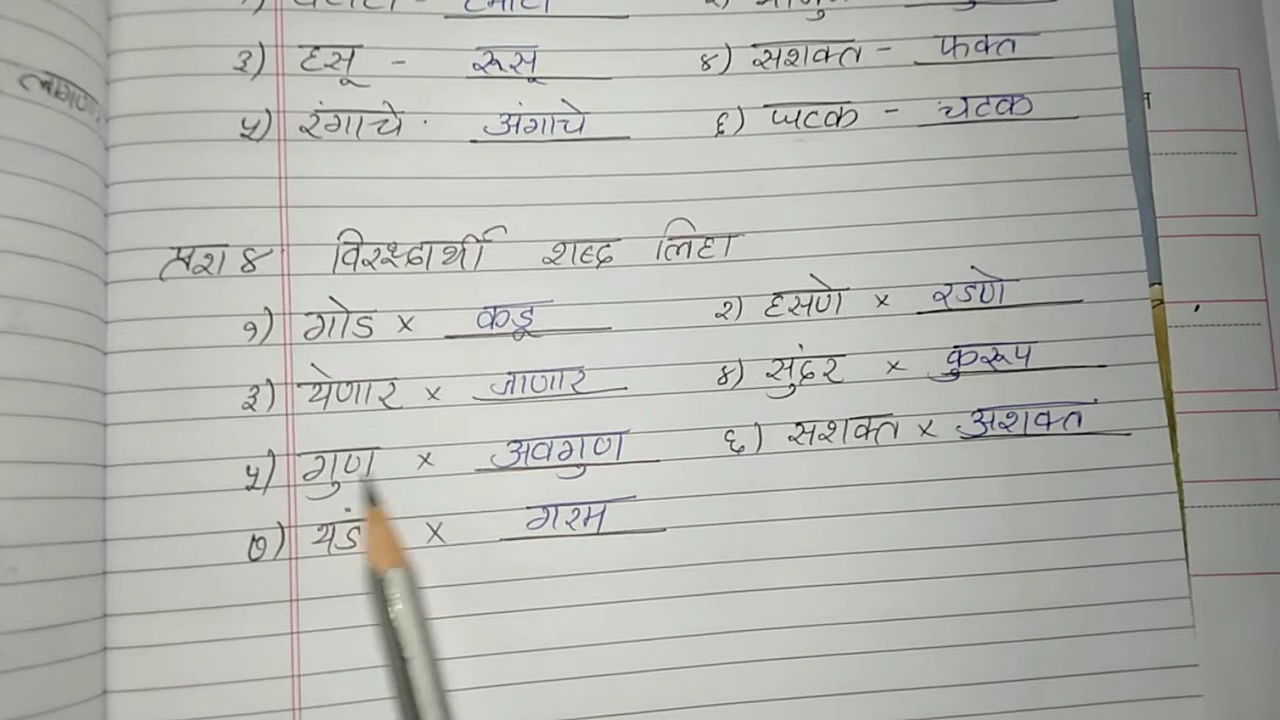 ३) हसू - रूसू ४) सशक्त - फक्त
५) रंगाचे - अंगाचे ६) घटक - चटक
प्रश्न ४ विरुद्धार्थी शब्द लिहा
१) गोड × कडू २) हसणे × रडणे
३) येणार × जाणार ४) सुंदर × कुरूप
५) गुण × अवगुण ६) सशक्त × अशक्त
७) थंड × गरम